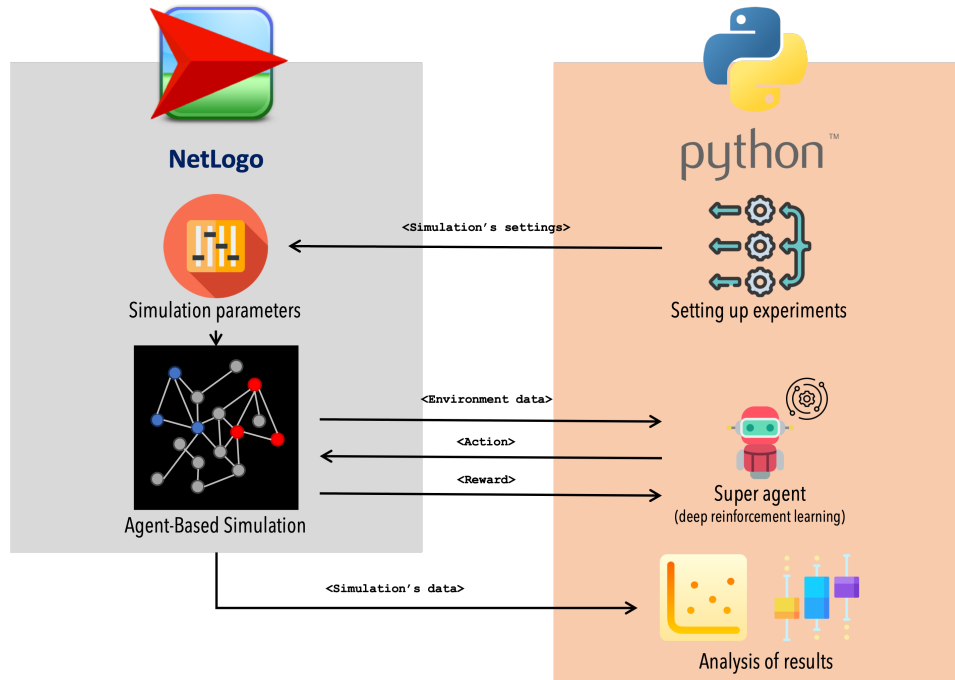 NetLogo
python™
<Simulation's settings>
Simulation parameters
Setting up experiments
<Environment data>
<Action>
<Reward>
Agent-Based Simulation
Super agent
(deep reinforcement learning)
<Simulation's data>
Analysis of results